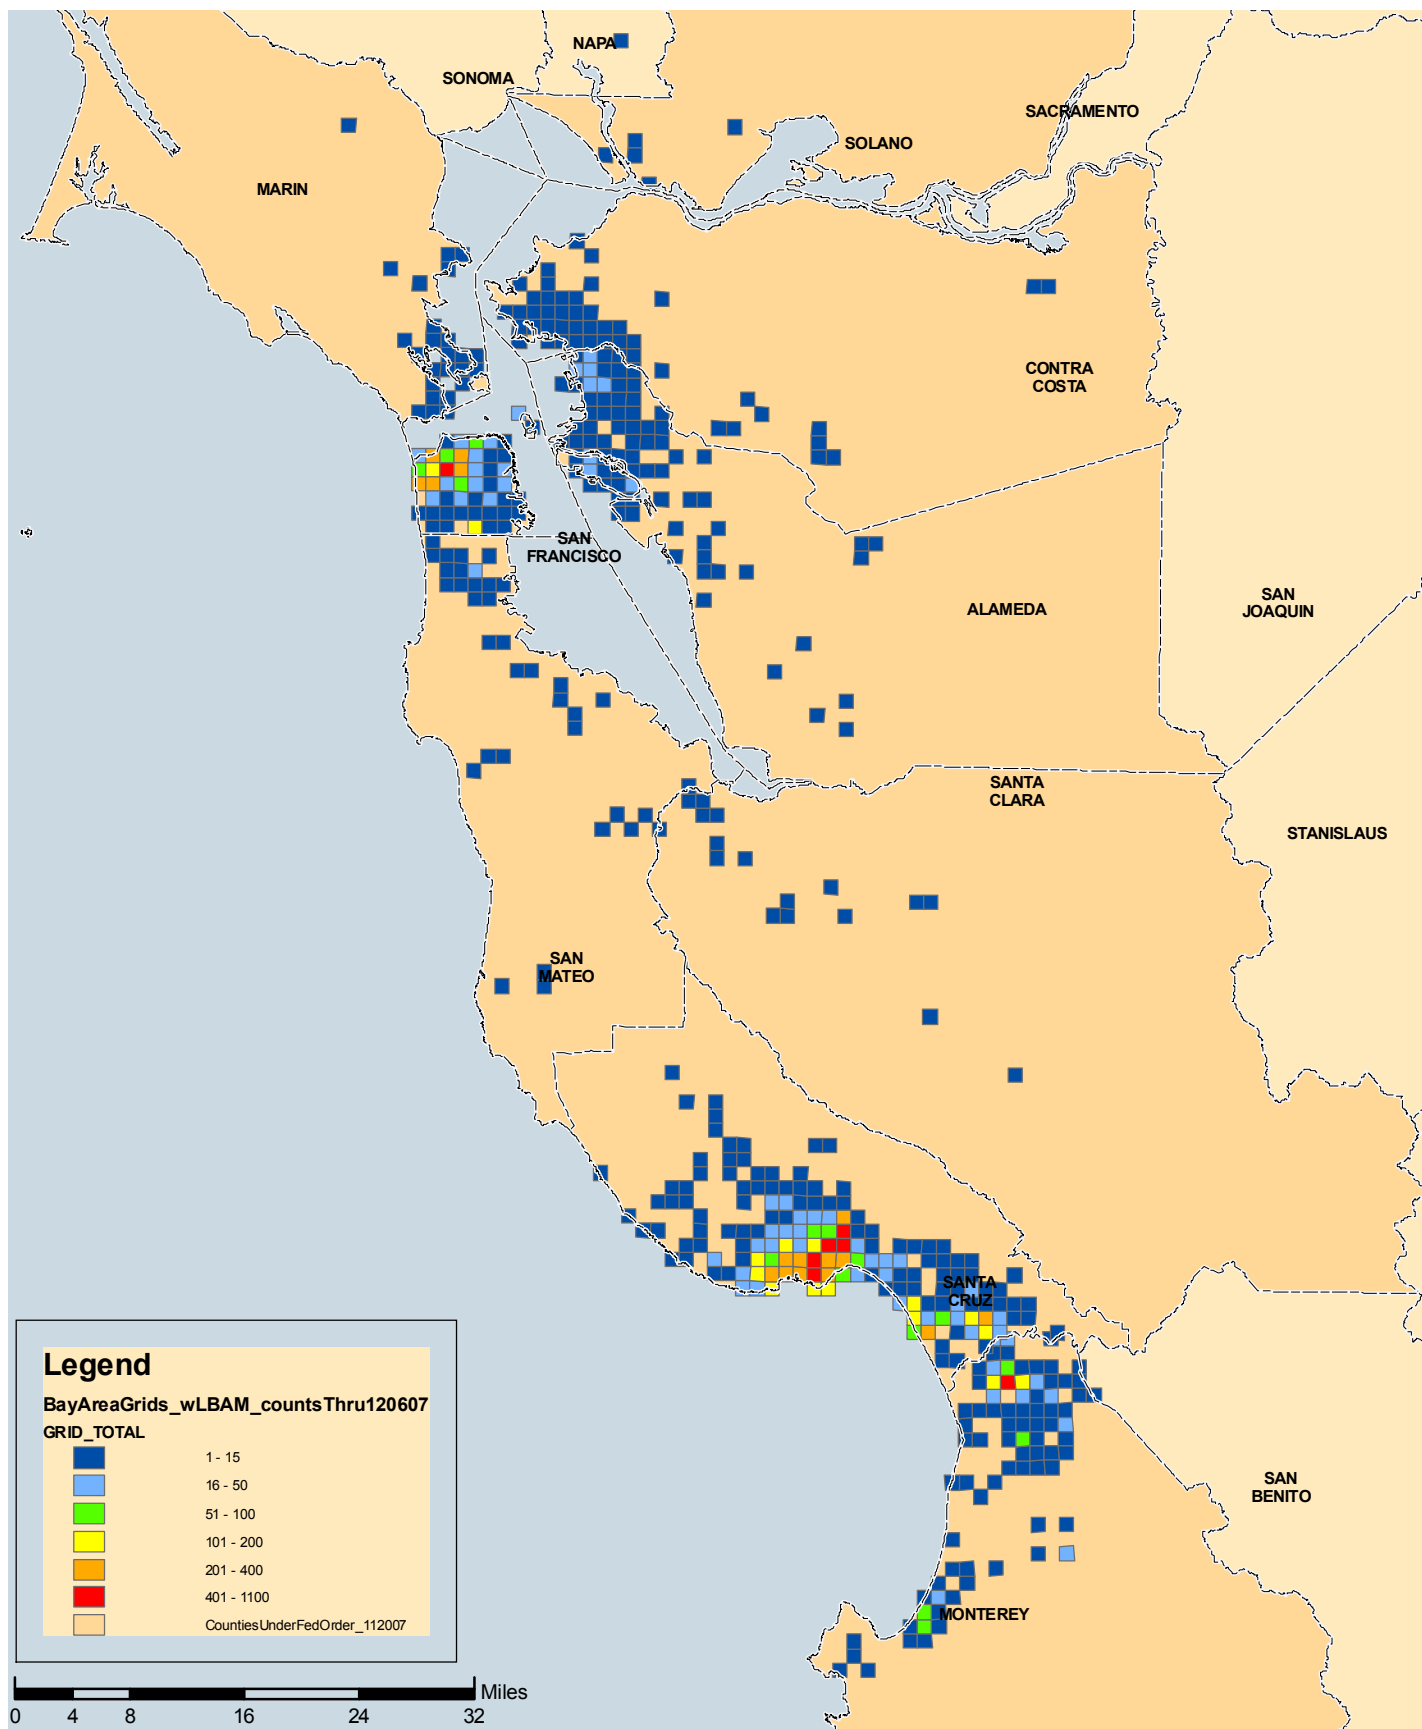 NAPA
SONOMA
SACRAMENTO
SOLANO
MARIN
CONTRA
COSTA
SAN
FRANCISCO
SAN
JOAQUIN
ALAMEDA
SANTA
CLARA
STANISLAUS
SAN
MATEO
SANTA
CRUZ
SAN
BENITO
MONTEREY
Legend
BayAreaGrids_wLBAM_countsThru120607
GRID_TOTAL
1 - 15
16 - 50
51 - 100
101 - 200
201 - 400
401 - 1100
CountiesUnderFedOrder_112007
Miles
0 4 8 16 24 32